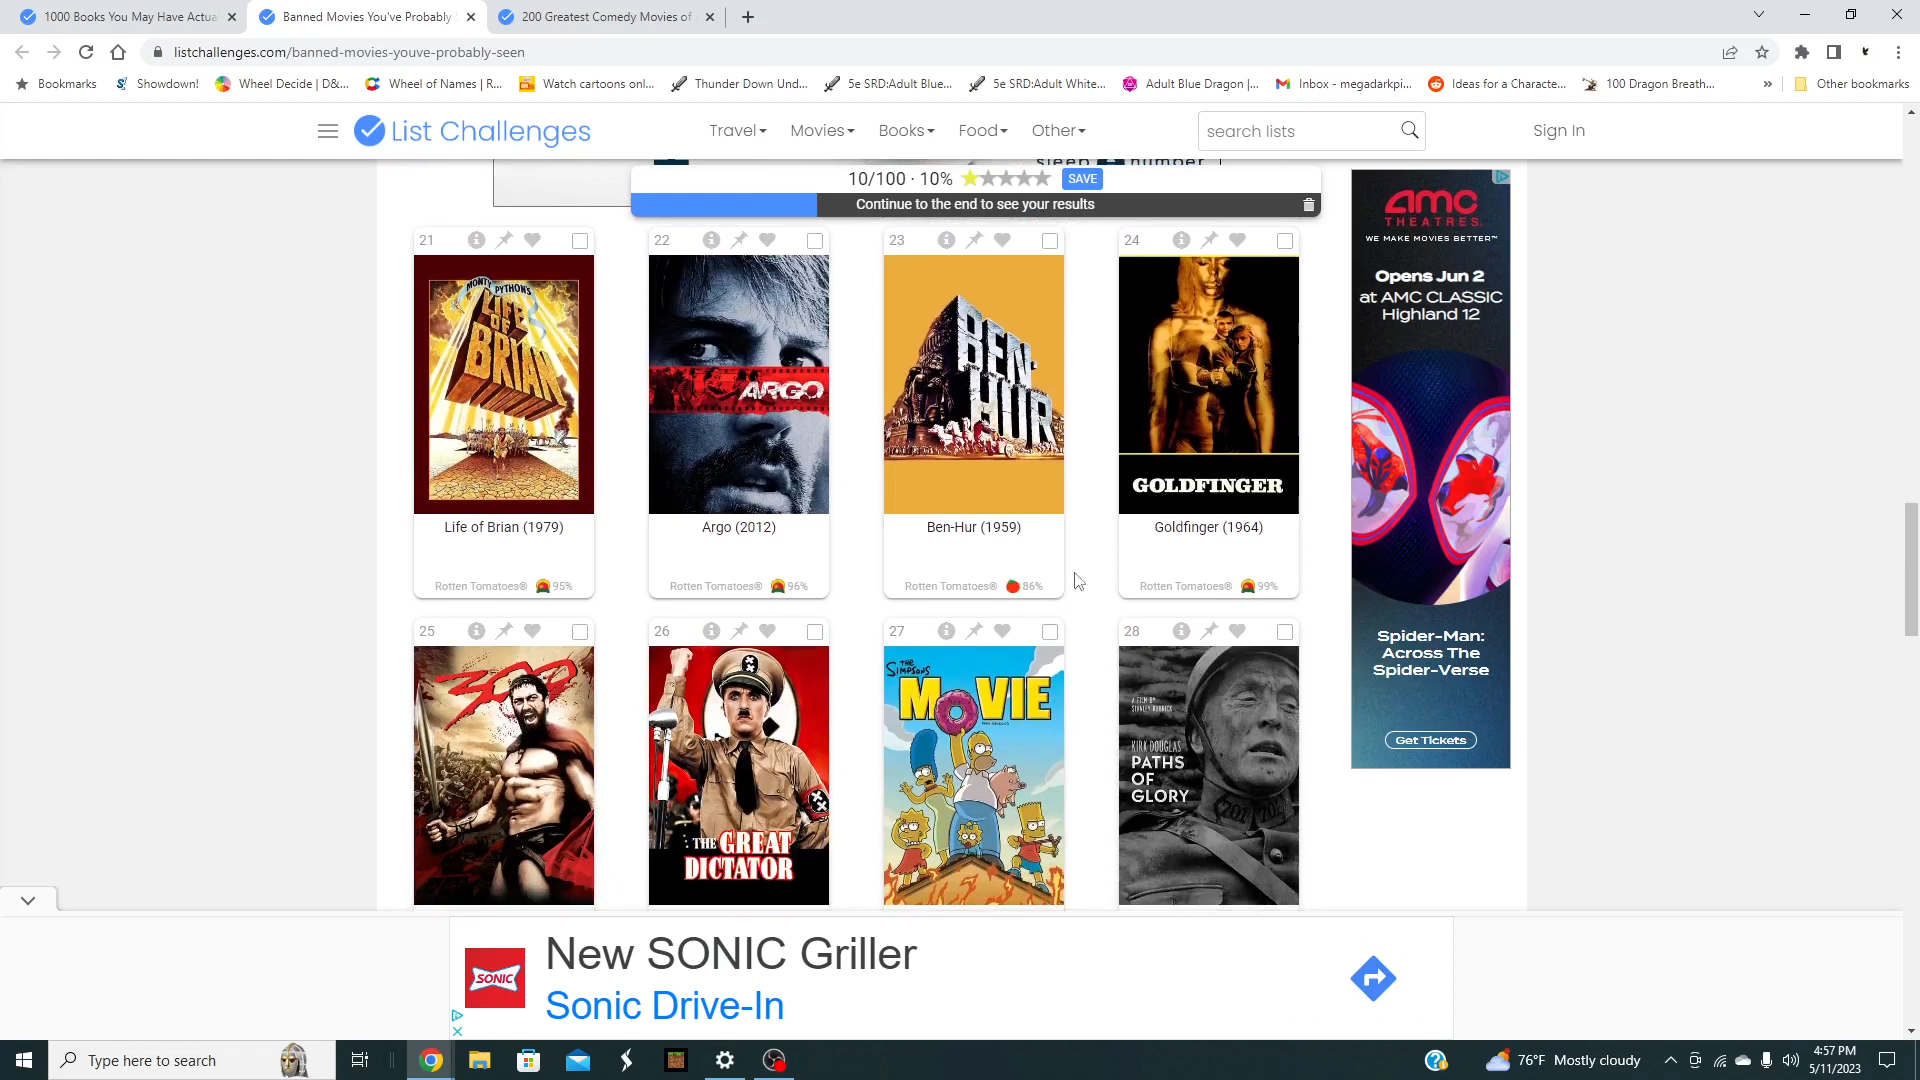 1000 Books You May Have Actua
Banned Movies You've Probably
200 Greatest Comedy Movies of
listchallenges.com/banned-movies-youve-probably-seen
Bookmarks
Showdown!
Wheel Decide | D&...
Wheel of Names | R...
Watch cartoons onl...
Thunder Down Und...
5e SRD:Adult Blue...
5e SRD:Adult White...
Adult Blue Dragon |...
Inbox - megadarkpi...
Ideas for a Characte...
100 Dragon Breath...
»
Other bookmarks
List Challenges
Travel
Movies
Books
Food
Other
search lists
Sign In
sleep number
10/100 · 10%
SAVE
Continue to the end to see your results
21
22
23
24
MONTY PYTHON'S
LIFE
OF
BRIAN
ARGO
BEN-
HUR
GOLDFINGER
Life of Brian (1979)
Argo (2012)
Ben-Hur (1959)
Goldfinger (1964)
Rotten Tomatoes® 95%
Rotten Tomatoes® 96%
Rotten Tomatoes® 86%
Rotten Tomatoes® 99%
25
26
27
28
300
THE GREAT
DICTATOR
THE SIMPSONS
MOVIE
A FILM BY
STANLEY KUBRICK
KIRK DOUGLAS
PATHS
OF
GLORY
amc
THEATRES
WE MAKE MOVIES BETTER™
Opens Jun 2
at AMC CLASSIC
Highland 12
Spider-Man:
Across The
Spider-Verse
Get Tickets
SONIC
New SONIC Griller
Sonic Drive-In
Type here to search
76°F Mostly cloudy
4:57 PM
5/11/2023